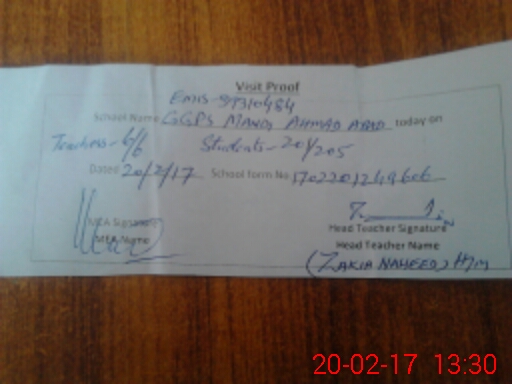 Visit Proof
EMIS-39310484
School Name GGPS MANDI AHMAD ABAD today on
Teachers- 6/6 Students- 201/205
Dated 20/2/17 School form No 1702201249606
MEA Signature
MEA Name
Head Teacher Signature
Head Teacher Name
(ZAKIA NAHEED) H/M
20-02-17 13:30